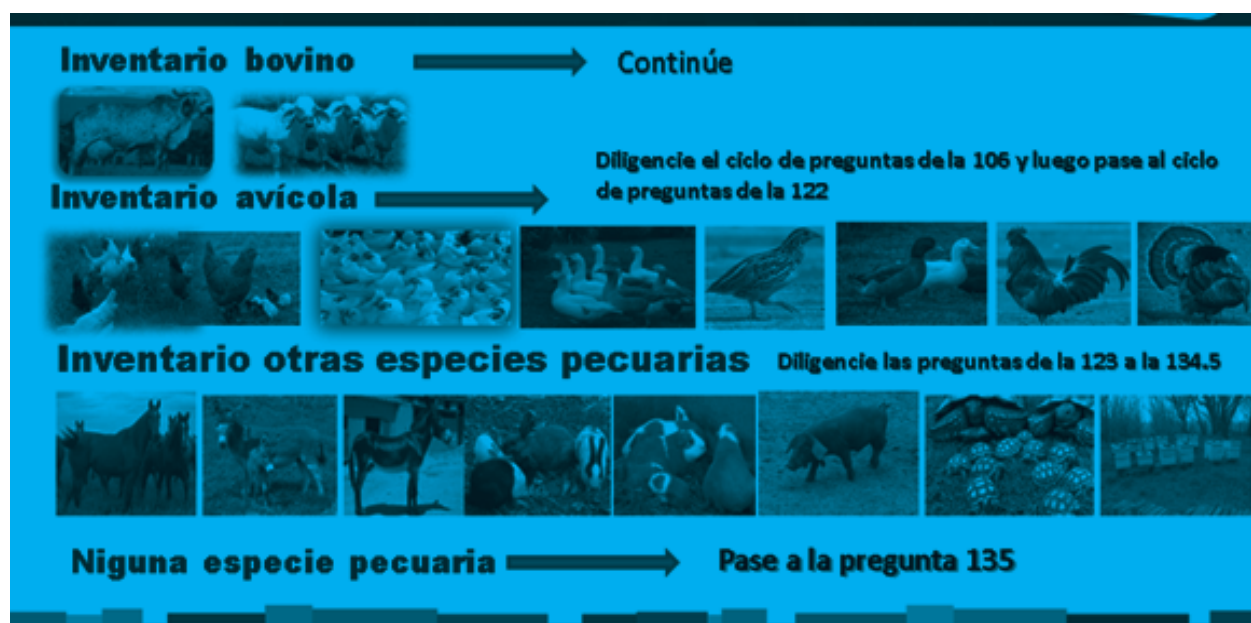 Inventario bovino Continúe
Diligencie el ciclo de preguntas de la 106 y luego pase al ciclo
de preguntas de la 122
Inventario avícola
Inventario otras especies pecuarias Diligencie las preguntas de la 123 a la 134.5
Niguna especie pecuaria Pase a la pregunta 135